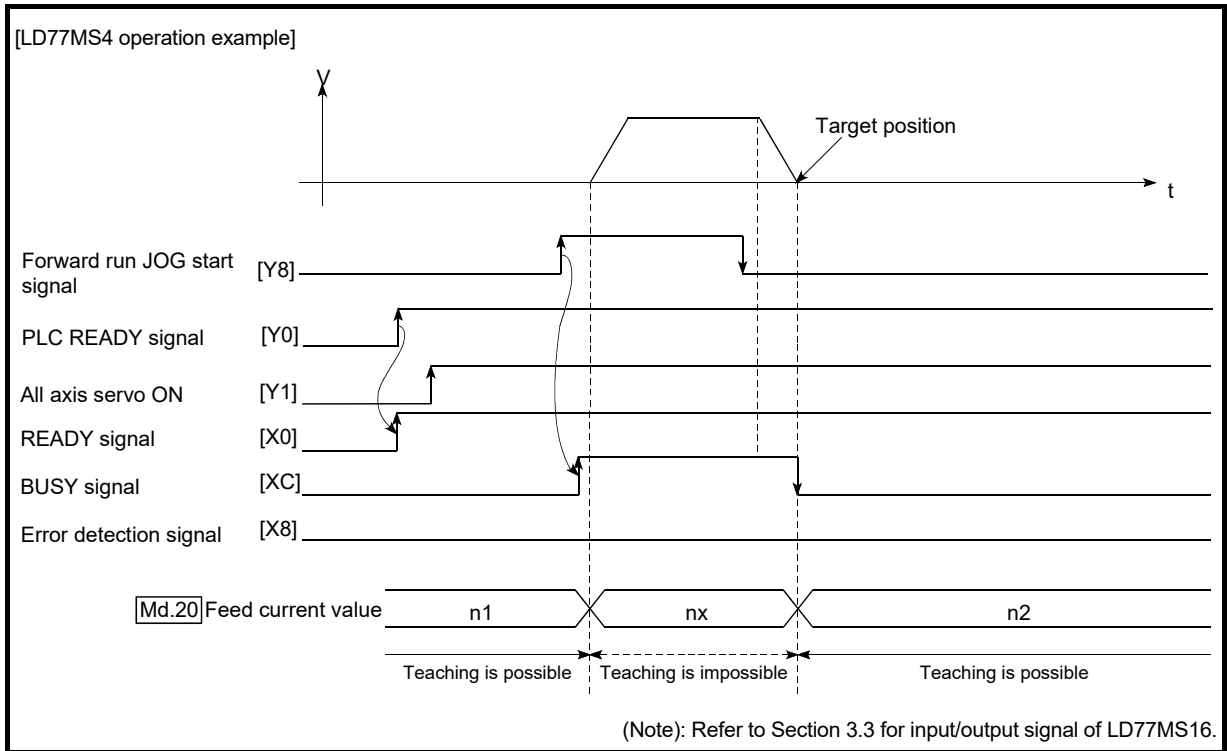 [LD77MS4 operation example]
V
Target position
t
Forward run JOG start
signal
[Y8]
PLC READY signal [Y0]
All axis servo ON [Y1]
READY signal [X0]
BUSY signal [XC]
Error detection signal [X8]
Md.20 Feed current value n1 nx n2
Teaching is possible Teaching is impossible Teaching is possible
(Note): Refer to Section 3.3 for input/output signal of LD77MS16.